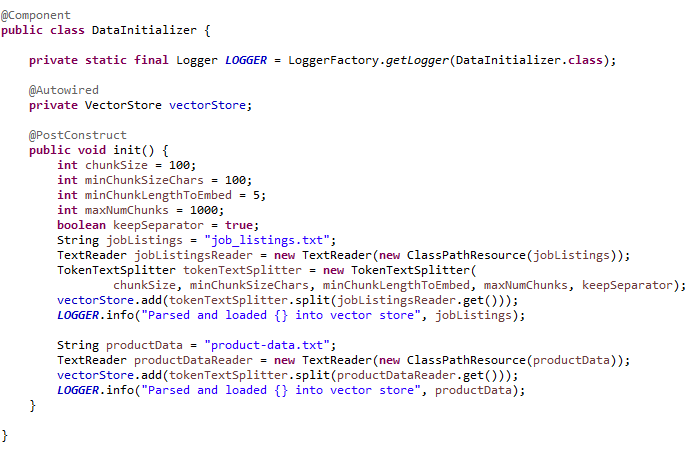 @Component
public class DataInitializer {
private static final Logger LOGGER = LoggerFactory.getLogger(DataInitializer.class);
@Autowired
private VectorStore vectorStore;
@PostConstruct
public void init() {
int chunkSize = 100;
int minChunkSizeChars = 100;
int minChunkLengthToEmbed = 5;
int maxNumChunks = 1000;
boolean keepSeparator = true;
String jobListings = "job_listings.txt";
TextReader jobListingsReader = new TextReader(new ClassPathResource(jobListings));
TokenTextSplitter tokenTextSplitter = new TokenTextSplitter(
chunkSize, minChunkSizeChars, minChunkLengthToEmbed, maxNumChunks, keepSeparator);
vectorStore.add(tokenTextSplitter.split(jobListingsReader.get()));
LOGGER.info("Parsed and loaded {} into vector store", jobListings);
String productData = "product-data.txt";
TextReader productDataReader = new TextReader(new ClassPathResource(productData));
vectorStore.add(tokenTextSplitter.split(productDataReader.get()));
LOGGER.info("Parsed and loaded {} into vector store", productData);
}
}